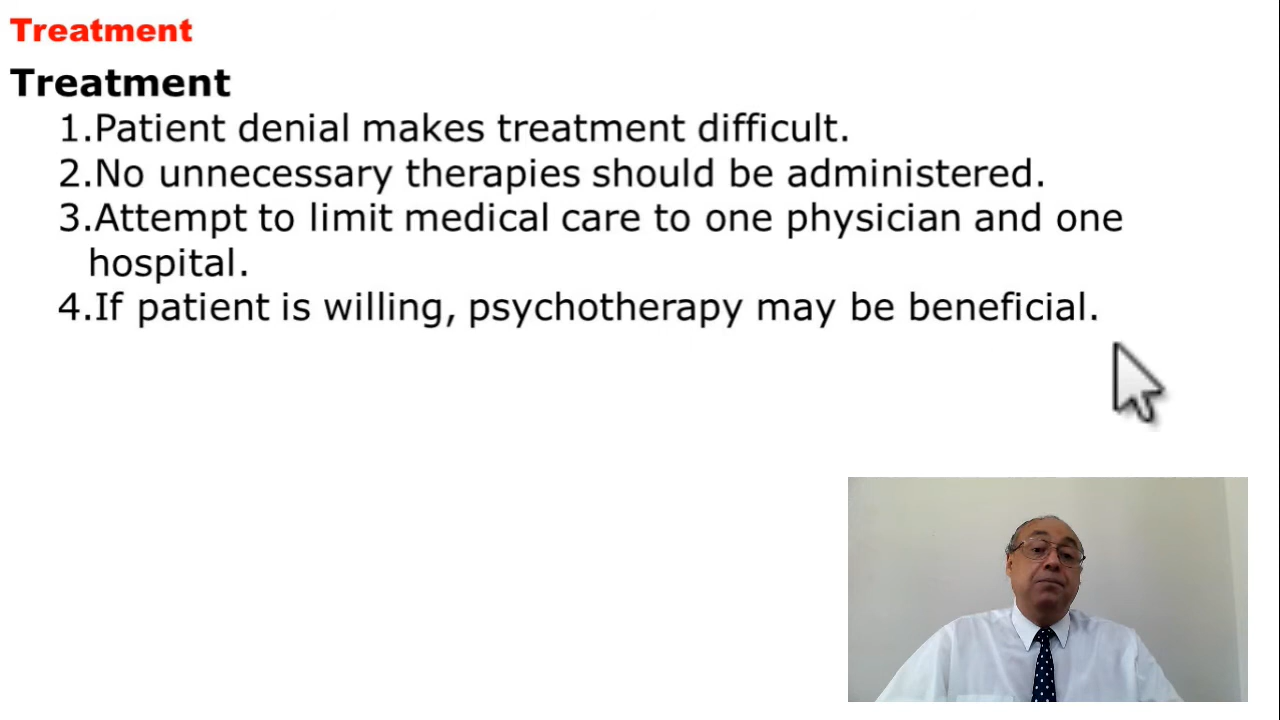 Treatment
Treatment
1.Patient denial makes treatment difficult.
2.No unnecessary therapies should be administered.
3.Attempt to limit medical care to one physician and one
hospital.
4.If patient is willing, psychotherapy may be beneficial.